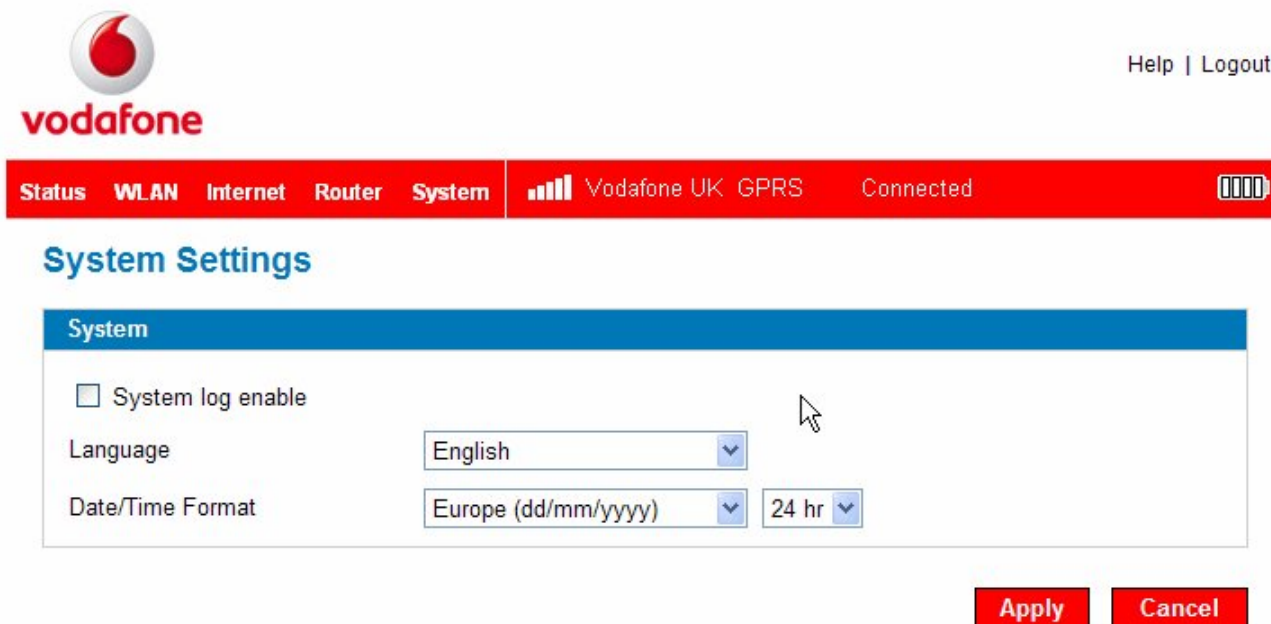 Help | Logout
vodafone
Status WLAN Internet Router System Vodafone UK GPRS Connected
System Settings
System
System log enable
Language English
Date/Time Format Europe (dd/mm/yyyy) 24 hr
Apply Cancel